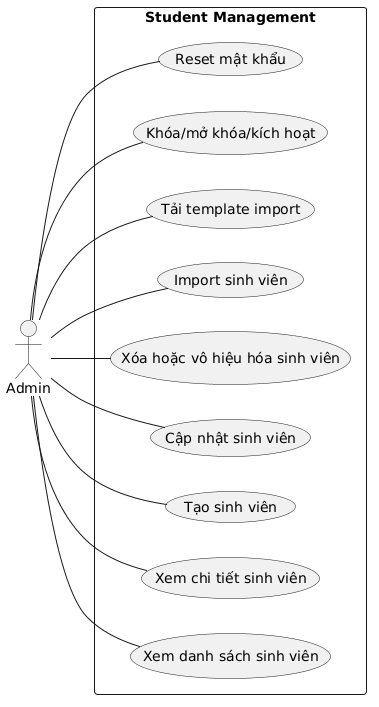 Student Management
Reset mật khẩu
Khóa/mở khóa/kích hoạt
Tải template import
Import sinh viên
Xóa hoặc vô hiệu hóa sinh viên
Admin
Cập nhật sinh viên
Tạo sinh viên
Xem chi tiết sinh viên
Xem danh sách sinh viên